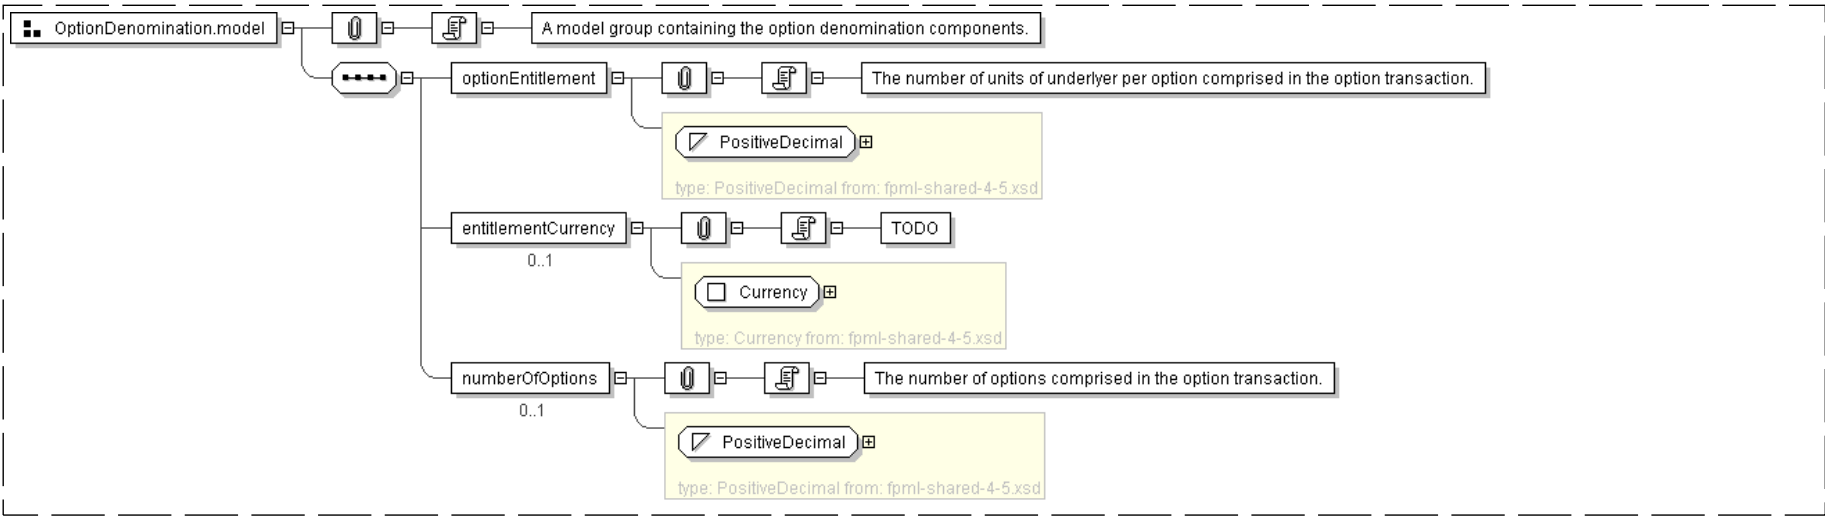 OptionDenomination.model
A model group containing the option denomination components.
optionEntitlement
The number of units of underlyer per option comprised in the option transaction.
PositiveDecimal
type: PositiveDecimal from: fpml-shared-4-5.xsd
entitlementCurrency
TODO
0..1
Currency
type: Currency from: fpml-shared-4-5.xsd
numberOfOptions
The number of options comprised in the option transaction.
0..1
PositiveDecimal
type: PositiveDecimal from: fpml-shared-4-5.xsd